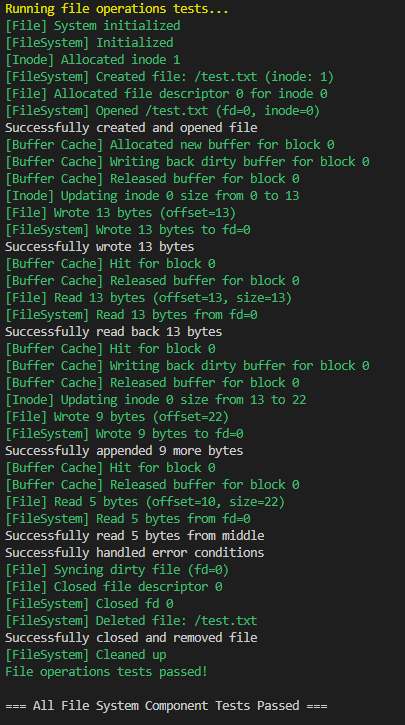 Running file operations tests...
[File] System initialized
[FileSystem] Initialized
[Inode] Allocated inode 1
[FileSystem] Created file: /test.txt (inode: 1)
[File] Allocated file descriptor 0 for inode 0
[FileSystem] Opened /test.txt (fd=0, inode=0)
Successfully created and opened file
[Buffer Cache] Allocated new buffer for block 0
[Buffer Cache] Writing back dirty buffer for block 0
[Buffer Cache] Released buffer for block 0
[Inode] Updating inode 0 size from 0 to 13
[File] Wrote 13 bytes (offset=13)
[FileSystem] Wrote 13 bytes to fd=0
Successfully wrote 13 bytes
[Buffer Cache] Hit for block 0
[Buffer Cache] Released buffer for block 0
[File] Read 13 bytes (offset=13, size=13)
[FileSystem] Read 13 bytes from fd=0
Successfully read back 13 bytes
[Buffer Cache] Hit for block 0
[Buffer Cache] Writing back dirty buffer for block 0
[Buffer Cache] Released buffer for block 0
[Inode] Updating inode 0 size from 13 to 22
[File] Wrote 9 bytes (offset=22)
[FileSystem] Wrote 9 bytes to fd=0
Successfully appended 9 more bytes
[Buffer Cache] Hit for block 0
[Buffer Cache] Released buffer for block 0
[File] Read 5 bytes (offset=10, size=22)
[FileSystem] Read 5 bytes from fd=0
Successfully read 5 bytes from middle
Successfully handled error conditions
[File] Syncing dirty file (fd=0)
[File] Closed file descriptor 0
[FileSystem] Closed fd 0
[FileSystem] Deleted file: /test.txt
Successfully closed and removed file
[FileSystem] Cleaned up
File operations tests passed!
=== All File System Component Tests Passed ===